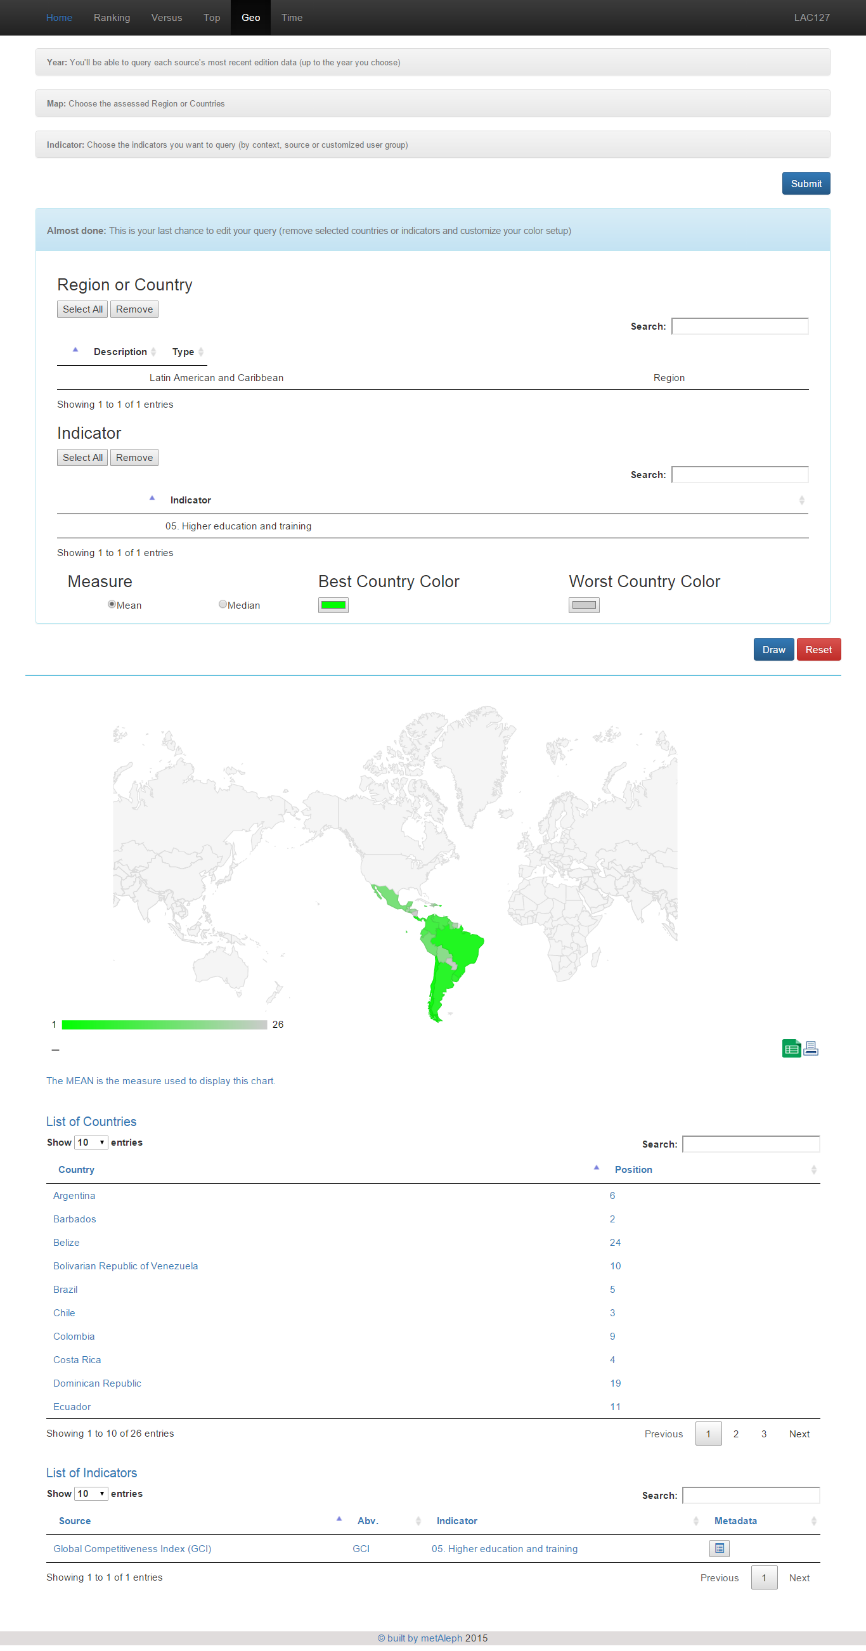 Home Ranking Versus Top Geo Time LAC127
Year: You'll be able to query each source's most recent edition data (up to the year you choose)
Map: Choose the assessed Region or Countries
Indicator: Choose the indicators you want to query (by context, source or customized user group)
Submit
Almost done: This is your last chance to edit your query (remove selected countries or indicators and customize your color setup)
Region or Country
Select All Remove
Search:
Description Type
Latin American and Caribbean Region
Showing 1 to 1 of 1 entries
Indicator
Select All Remove
Search:
Indicator
05. Higher education and training
Showing 1 to 1 of 1 entries
Measure Best Country Color Worst Country Color
Mean Median
Draw Reset
1 26
The MEAN is the measure used to display this chart.
List of Countries
Show 10 entries Search:
Country Position
Argentina 6
Barbados 2
Belize 24
Bolivarian Republic of Venezuela 10
Brazil 5
Chile 3
Colombia 9
Costa Rica 4
Dominican Republic 19
Ecuador 11
Showing 1 to 10 of 26 entries Previous 1 2 3 Next
List of Indicators
Show 10 entries Search:
Source Abv. Indicator Metadata
Global Competitiveness Index (GCI) GCI 05. Higher education and training
Showing 1 to 1 of 1 entries Previous 1 Next
© built by metAleph 2015